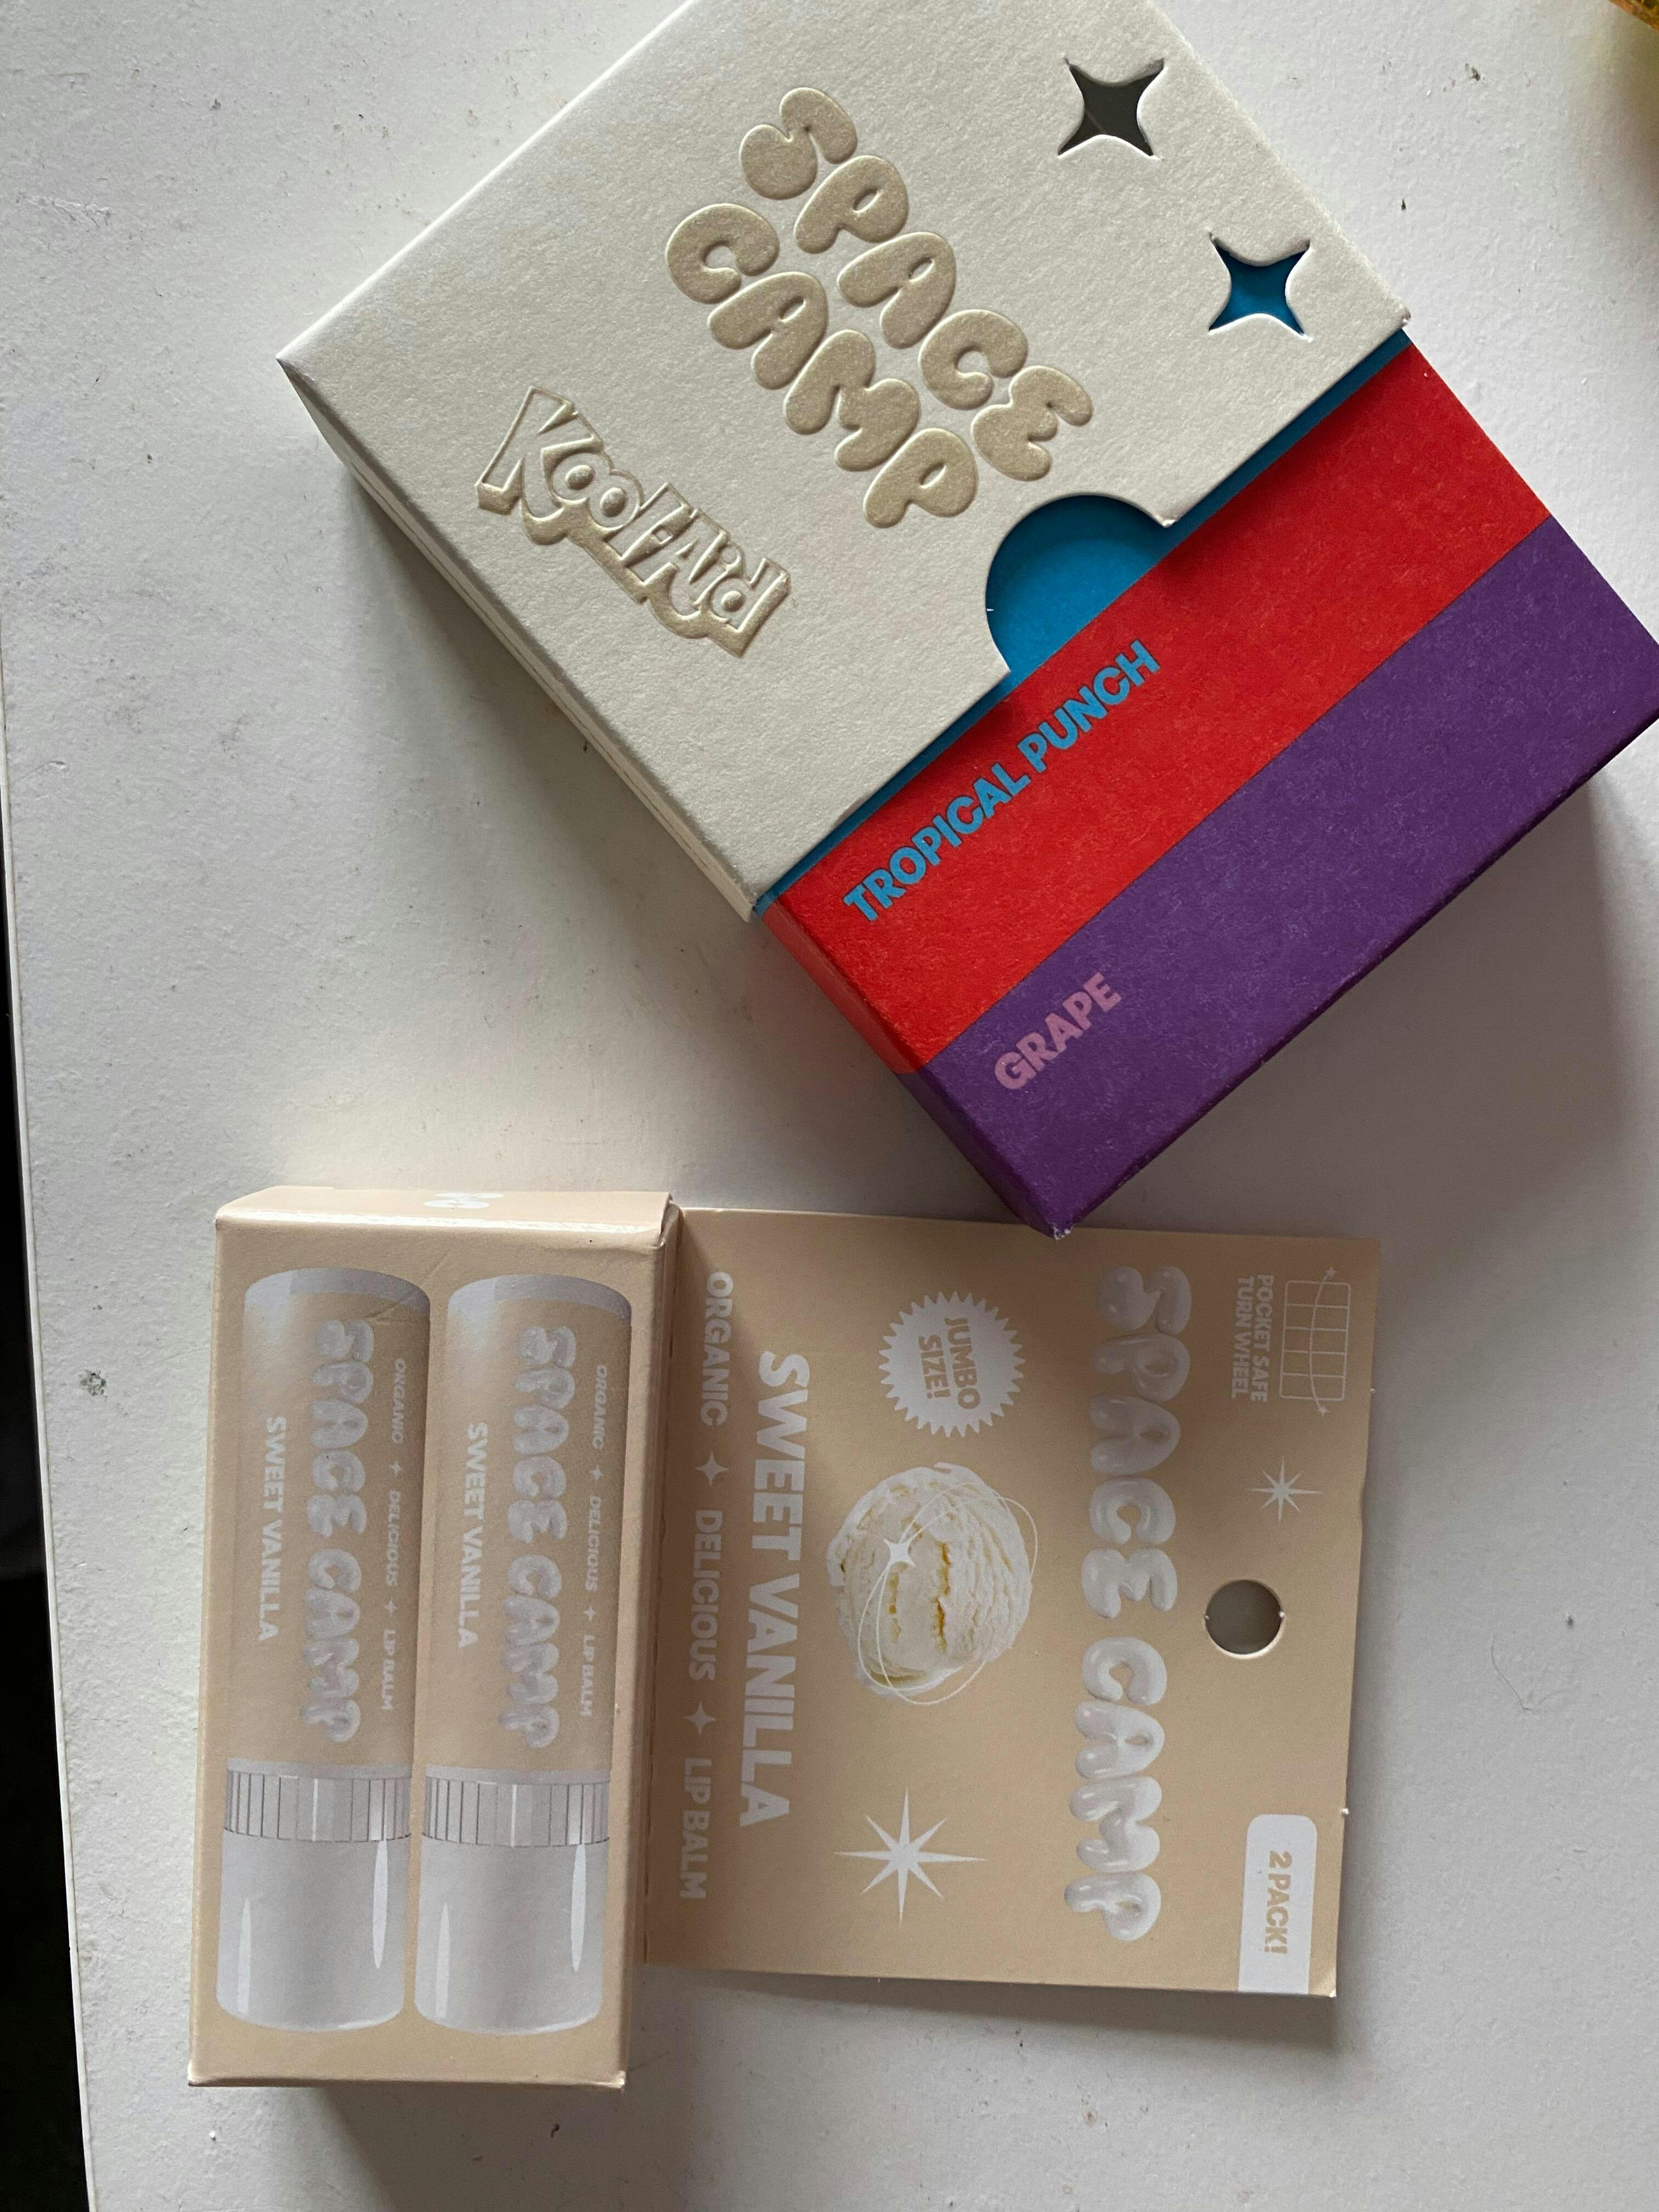 SPACE
CAMP
Kool-Aid
TROPICAL PUNCH
GRAPE
POCKET SAFE
TURN WHEEL
2 PACK!
SPACE CAMP
JUMBO
SIZE!
SWEET VANILLA
ORGANIC DELICIOUS LIP BALM
ORGANIC DELICIOUS LIP BALM
SPACE CAMP
SWEET VANILLA
ORGANIC DELICIOUS LIP BALM
SPACE CAMP
SWEET VANILLA